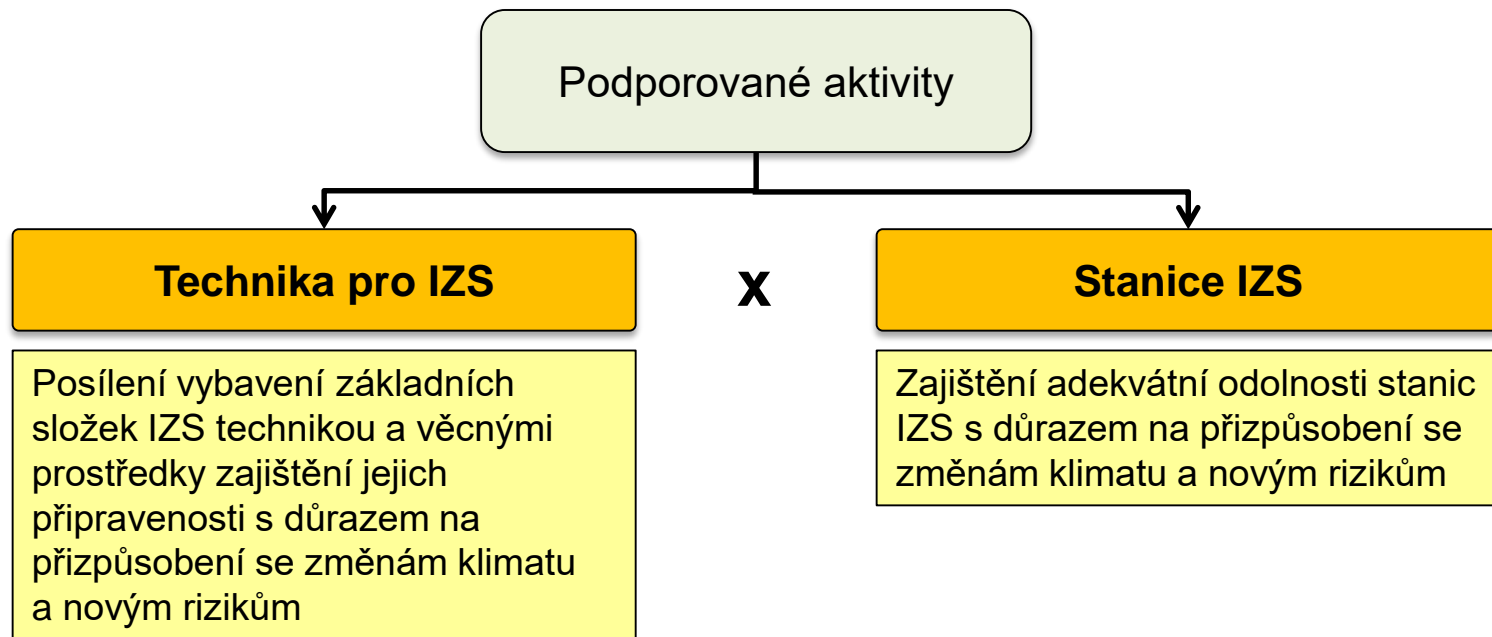 Podporované aktivity
Technika pro IZS
x
Stanice IZS
Posílení vybavení základních
složek IZS technikou a věcnými
prostředky zajištění jejich
připravenosti s důrazem na
přizpůsobení se změnám klimatu
a novým rizikům
Zajištění adekvátní odolnosti stanic
IZS s důrazem na přizpůsobení se
změnám klimatu a novým rizikům